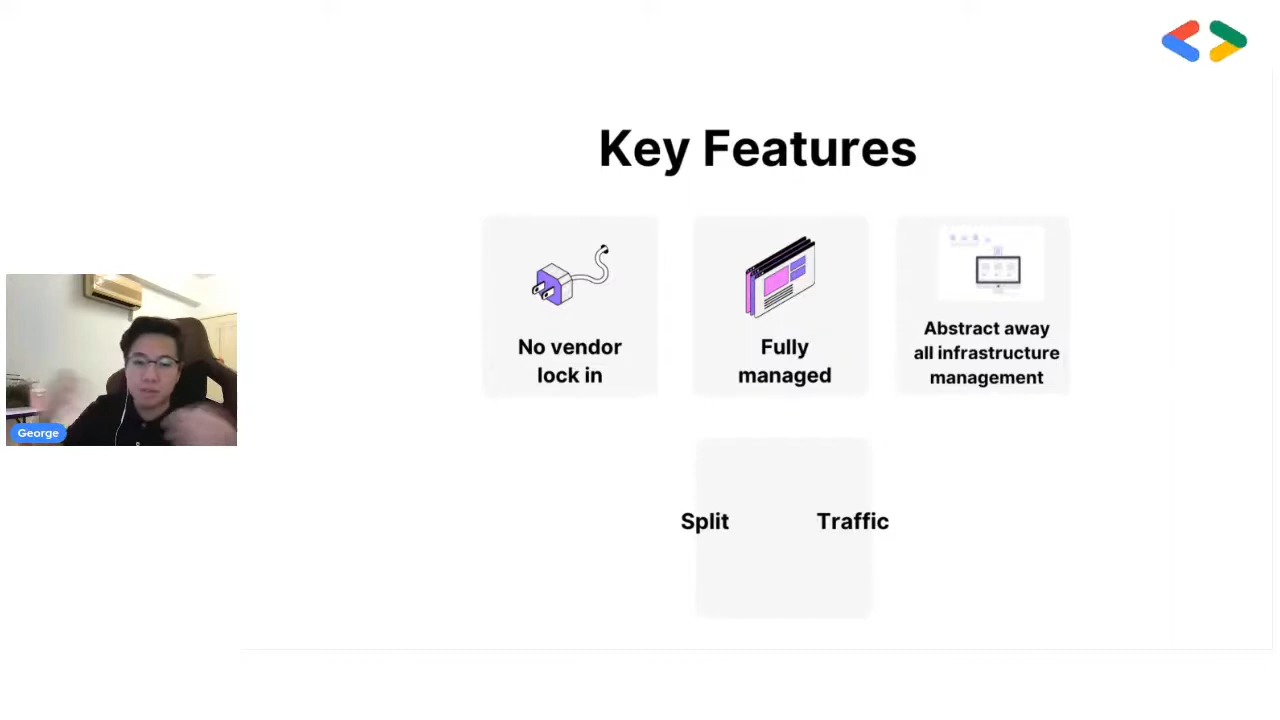 Key Features
No vendor
lock in
Fully
managed
Abstract away
all infrastructure
management
Split Traffic
George